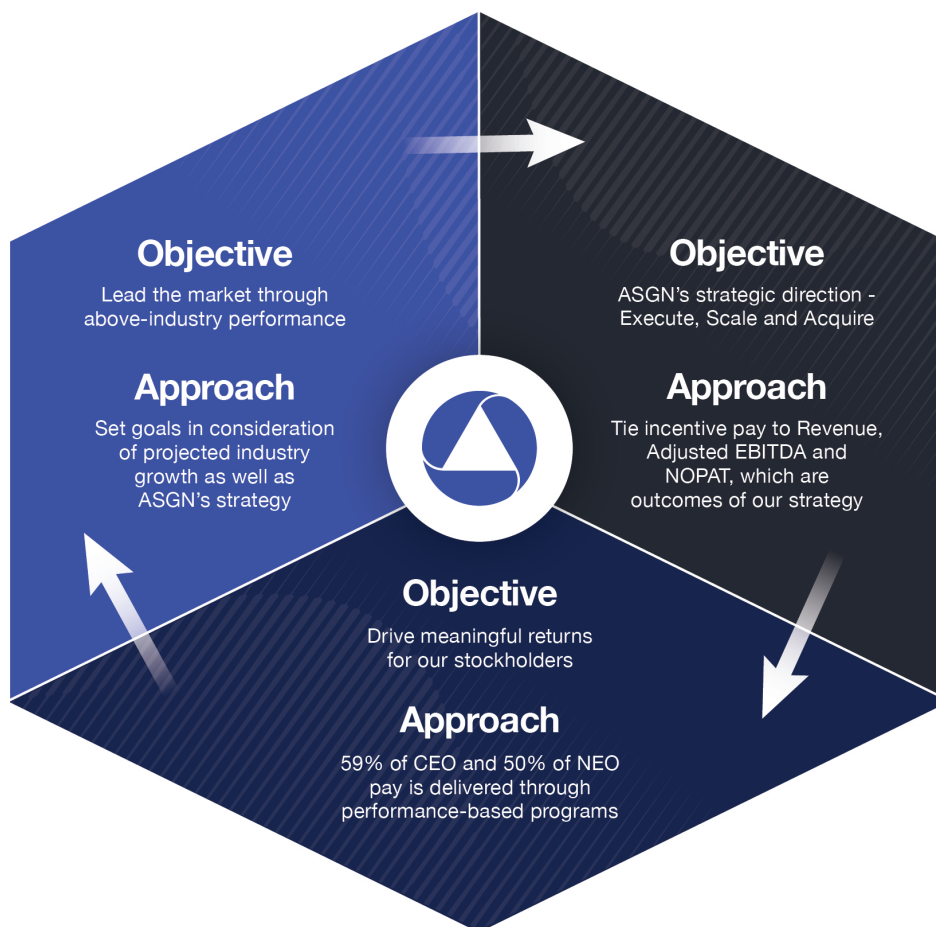 Objective
Lead the market through
above-industry performance
Approach
Set goals in consideration
of projected industry
growth as well as
ASGN’s strategy
Objective
ASGN’s strategic direction -
Execute, Scale and Acquire
Approach
Tie incentive pay to Revenue,
Adjusted EBITDA and
NOPAT, which are
outcomes of our strategy
Objective
Drive meaningful returns
for our stockholders
Approach
59% of CEO and 50% of NEO
pay is delivered through
performance-based programs